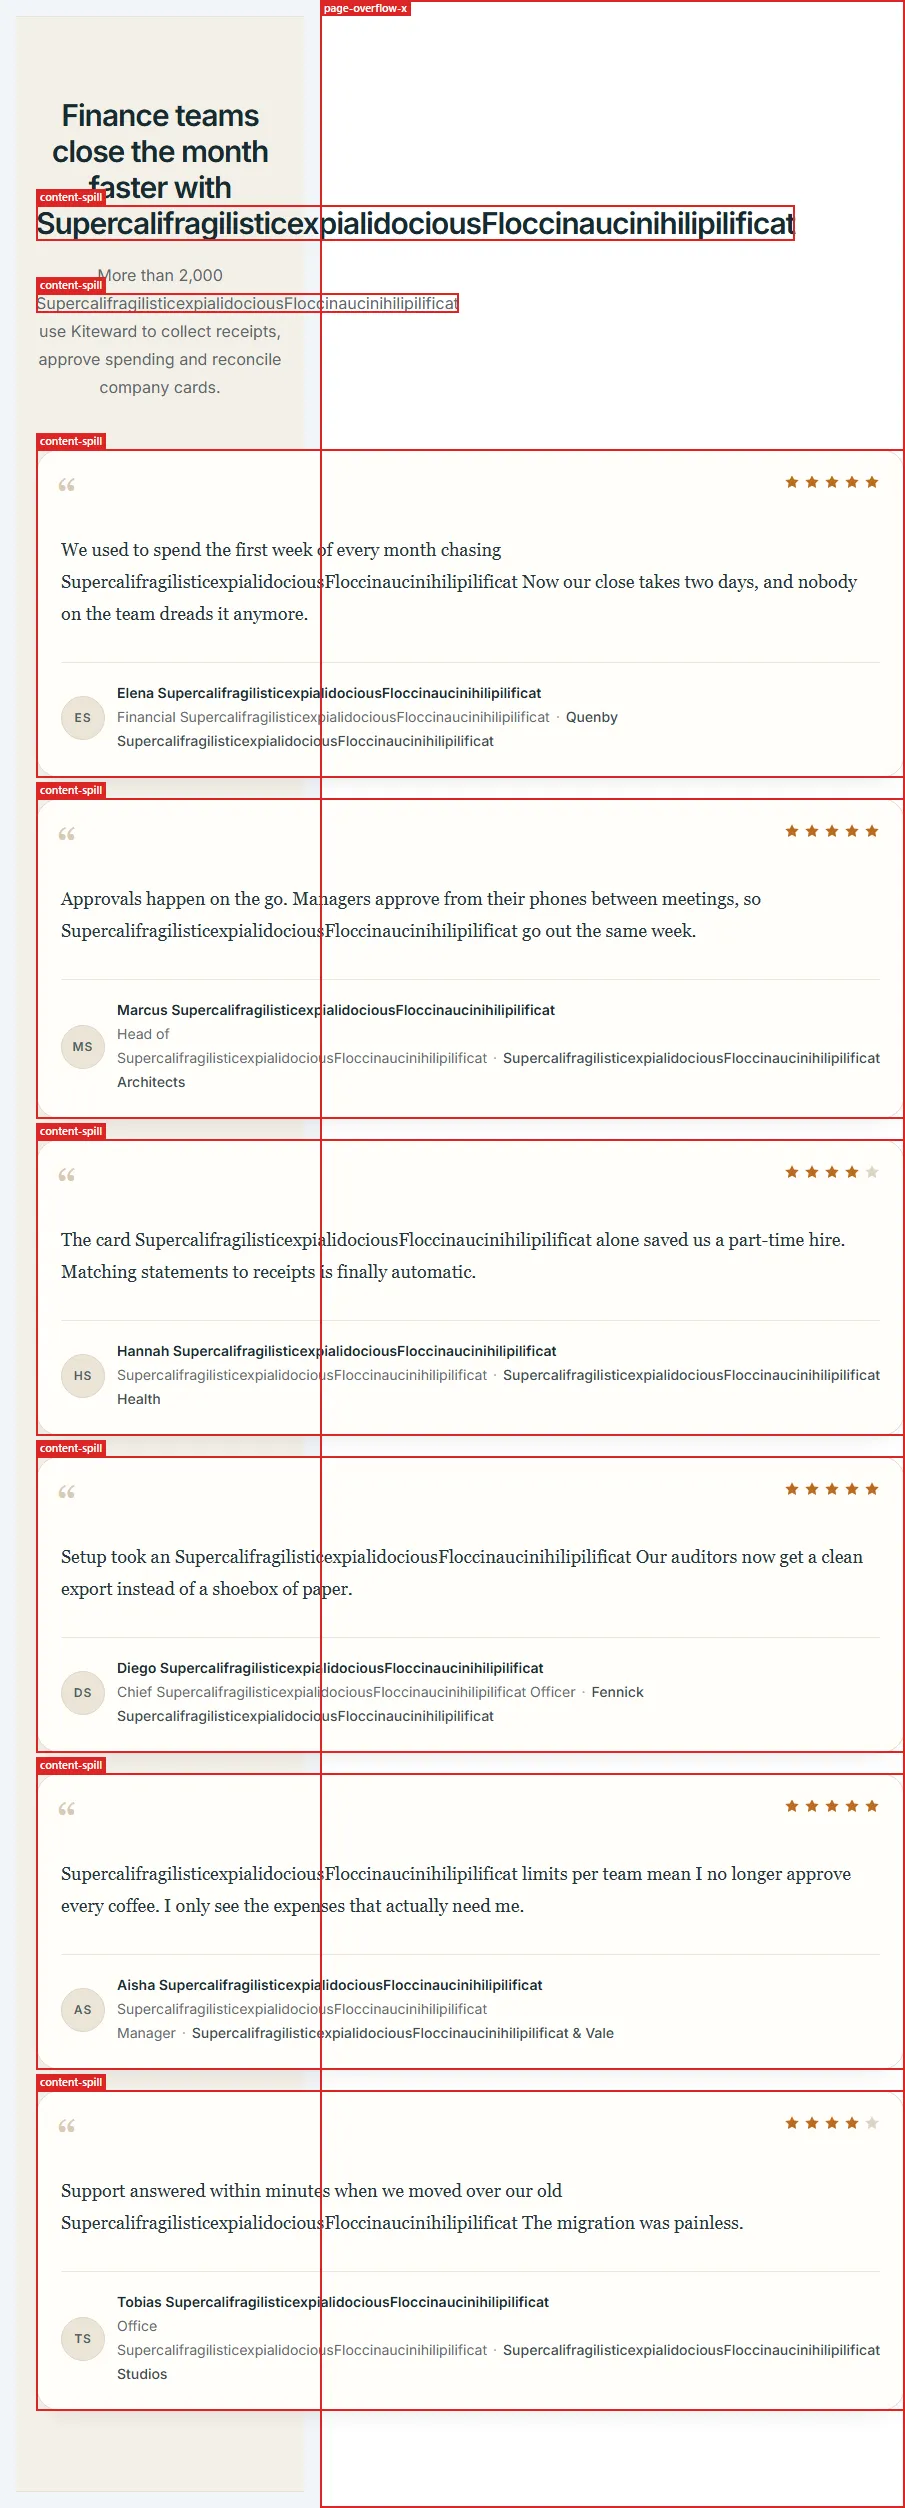 page-overflow-x
Finance teams
close the month
faster with
content-spill
SupercalifragilisticexpialidociousFloccinaucinihilipilificat
More than 2,000
content-spill
SupercalifragilisticexpialidociousFloccinaucinihilipilificat
use Kiteward to collect receipts,
approve spending and reconcile
company cards.
content-spill
“
We used to spend the first week of every month chasing
SupercalifragilisticexpialidociousFloccinaucinihilipilificat Now our close takes two days, and nobody
on the team dreads it anymore.
ES
Elena SupercalifragilisticexpialidociousFloccinaucinihilipilificat
Financial SupercalifragilisticexpialidociousFloccinaucinihilipilificat · Quenby
SupercalifragilisticexpialidociousFloccinaucinihilipilificat
content-spill
“
Approvals happen on the go. Managers approve from their phones between meetings, so
SupercalifragilisticexpialidociousFloccinaucinihilipilificat go out the same week.
MS
Marcus SupercalifragilisticexpialidociousFloccinaucinihilipilificat
Head of
SupercalifragilisticexpialidociousFloccinaucinihilipilificat · SupercalifragilisticexpialidociousFloccinaucinihilipilificat
Architects
content-spill
“
The card SupercalifragilisticexpialidociousFloccinaucinihilipilificat alone saved us a part-time hire.
Matching statements to receipts is finally automatic.
HS
Hannah SupercalifragilisticexpialidociousFloccinaucinihilipilificat
SupercalifragilisticexpialidociousFloccinaucinihilipilificat · SupercalifragilisticexpialidociousFloccinaucinihilipilificat
Health
content-spill
“
Setup took an SupercalifragilisticexpialidociousFloccinaucinihilipilificat Our auditors now get a clean
export instead of a shoebox of paper.
DS
Diego SupercalifragilisticexpialidociousFloccinaucinihilipilificat
Chief SupercalifragilisticexpialidociousFloccinaucinihilipilificat Officer · Fennick
SupercalifragilisticexpialidociousFloccinaucinihilipilificat
content-spill
“
SupercalifragilisticexpialidociousFloccinaucinihilipilificat limits per team mean I no longer approve
every coffee. I only see the expenses that actually need me.
AS
Aisha SupercalifragilisticexpialidociousFloccinaucinihilipilificat
SupercalifragilisticexpialidociousFloccinaucinihilipilificat
Manager · SupercalifragilisticexpialidociousFloccinaucinihilipilificat & Vale
content-spill
“
Support answered within minutes when we moved over our old
SupercalifragilisticexpialidociousFloccinaucinihilipilificat The migration was painless.
TS
Tobias SupercalifragilisticexpialidociousFloccinaucinihilipilificat
Office
SupercalifragilisticexpialidociousFloccinaucinihilipilificat · SupercalifragilisticexpialidociousFloccinaucinihilipilificat
Studios